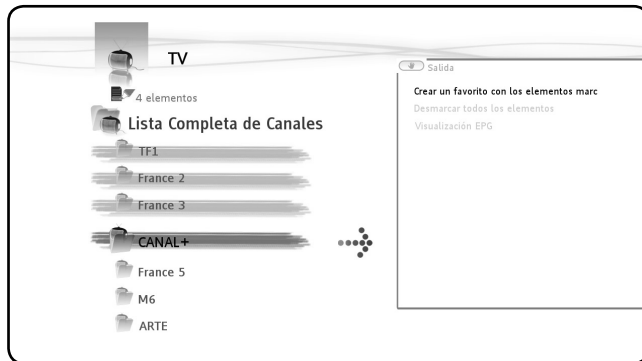 TV
4 elementos
Lista Completa de Canales
TF1
France 2
France 3
CANAL+
France 5
M6
ARTE
Salida
Crear un favorito con los elementos marc
Desmarcar todos los elementos
Visualización EPG